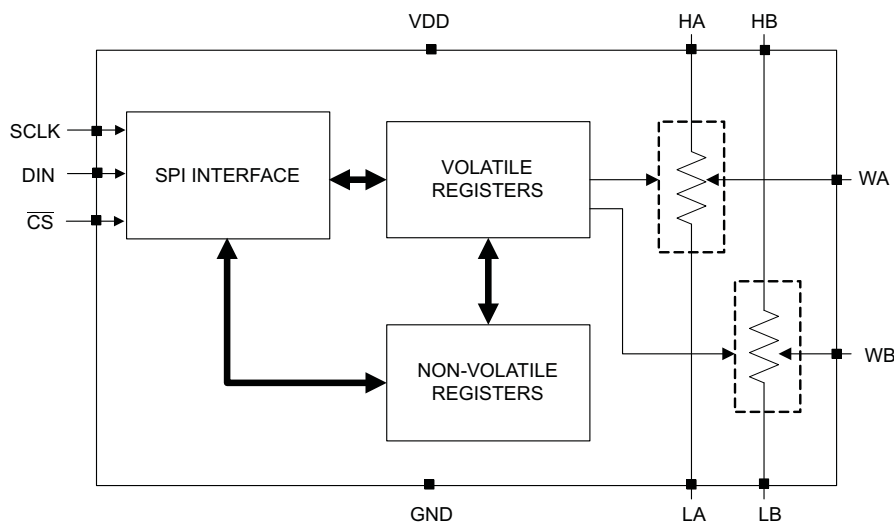 VDD
HA
HB
SCLK
SPI INTERFACE
VOLATILE
REGISTERS
DIN
WA
CS
NON-VOLATILE
REGISTERS
WB
GND
LA
LB